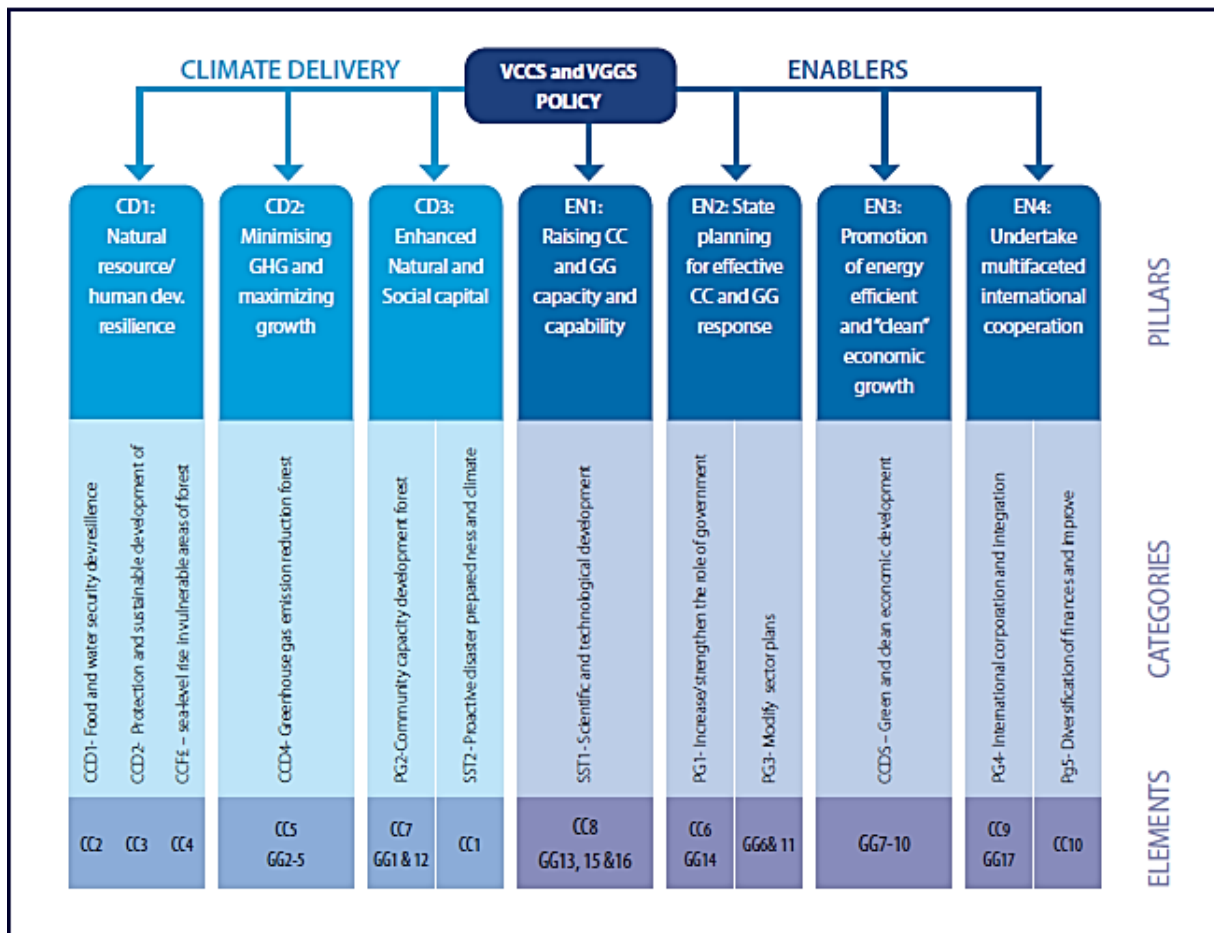 CLIMATE DELIVERY
VCCS and VGGS
POLICY
ENABLERS
CD1:
Natural
resource/
human dev.
resilience
CD2:
Minimising
GHG and
maximizing
growth
CD3:
Enhanced
Natural and
Social capital
EN1:
Raising CC
and GG
capacity and
capability
EN2: State
planning
for effective
CC and GG
response
EN3:
Promotion
of energy
efficient
and "clean"
economic
growth
EN4:
Undertake
multifaceted
international
cooperation
PILLARS
CCD1- Food and water security dev.resilience
CCD2- Protection and sustainable development of
CCF£ – sea-level rise in vulnerable areas of forest
CCD4- Greenhouse gas emission reduction forest
PG2-Community capacity development forest
SST2 - Proactive disaster prepared ness and climate
SST1 - Scientific and technological development
PG1- Increase/strengthen the role of government
PG3- Modify sector plans
CCD5 – Green and clean economic development
PG4- International corporation and integration
Pg5- Diversification of finances and improve
CATEGORIES
CC2
CC3
CC4
CC5
GG2-5
CC7
GG1 & 12
CC1
CC8
GG13, 15 &16
CC6
GG14
GG6& 11
GG7-10
CC9
GG17
CC10
ELEMENTS